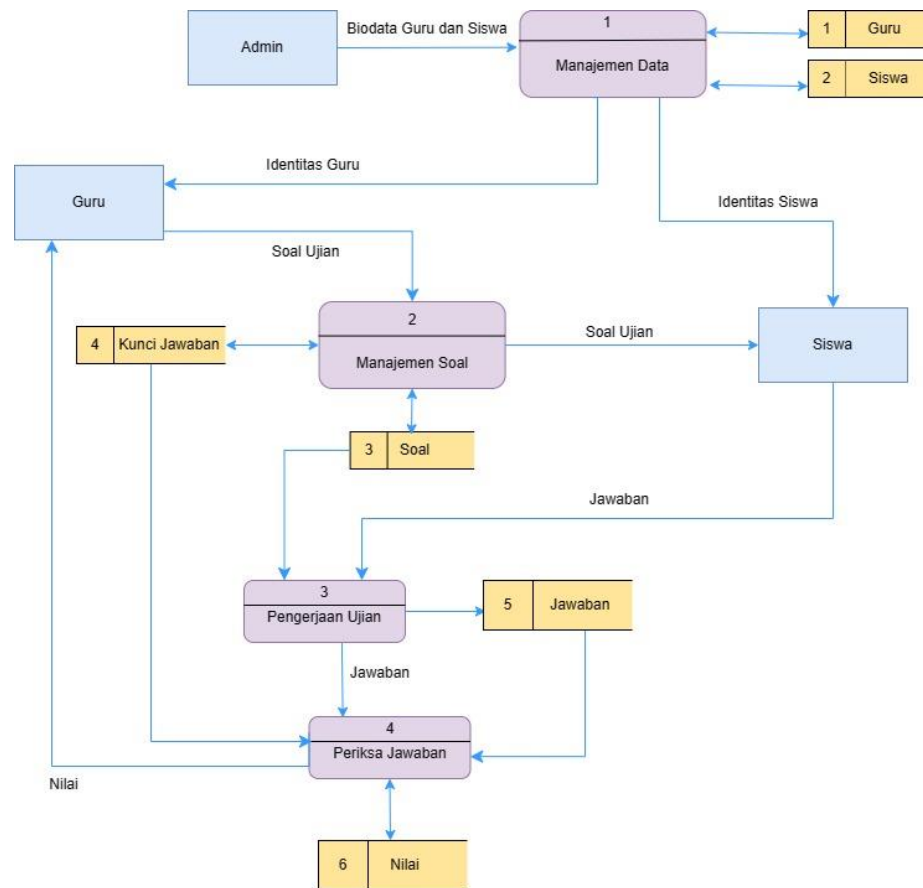 Admin
Biodata Guru dan Siswa
1
Manajemen Data
1 Guru
2 Siswa
Identitas Guru
Identitas Siswa
Guru
Soal Ujian
2
Manajemen Soal
4 Kunci Jawaban
Soal Ujian
Siswa
3 Soal
Jawaban
3
Pengerjaan Ujian
5 Jawaban
Jawaban
4
Periksa Jawaban
Nilai
6 Nilai